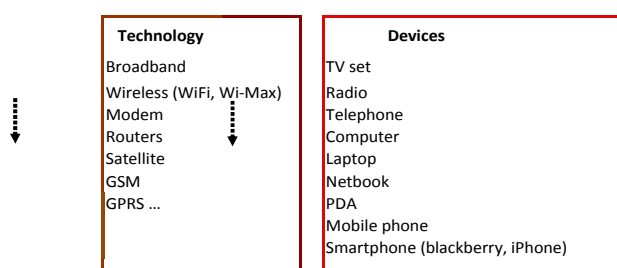 Technology
Broadband
Wireless (WiFi, Wi-Max)
Modem
Routers
Satellite
GSM
GPRS …
Devices
TV set
Radio
Telephone
Computer
Laptop
Netbook
PDA
Mobile phone
Smartphone (blackberry, iPhone)